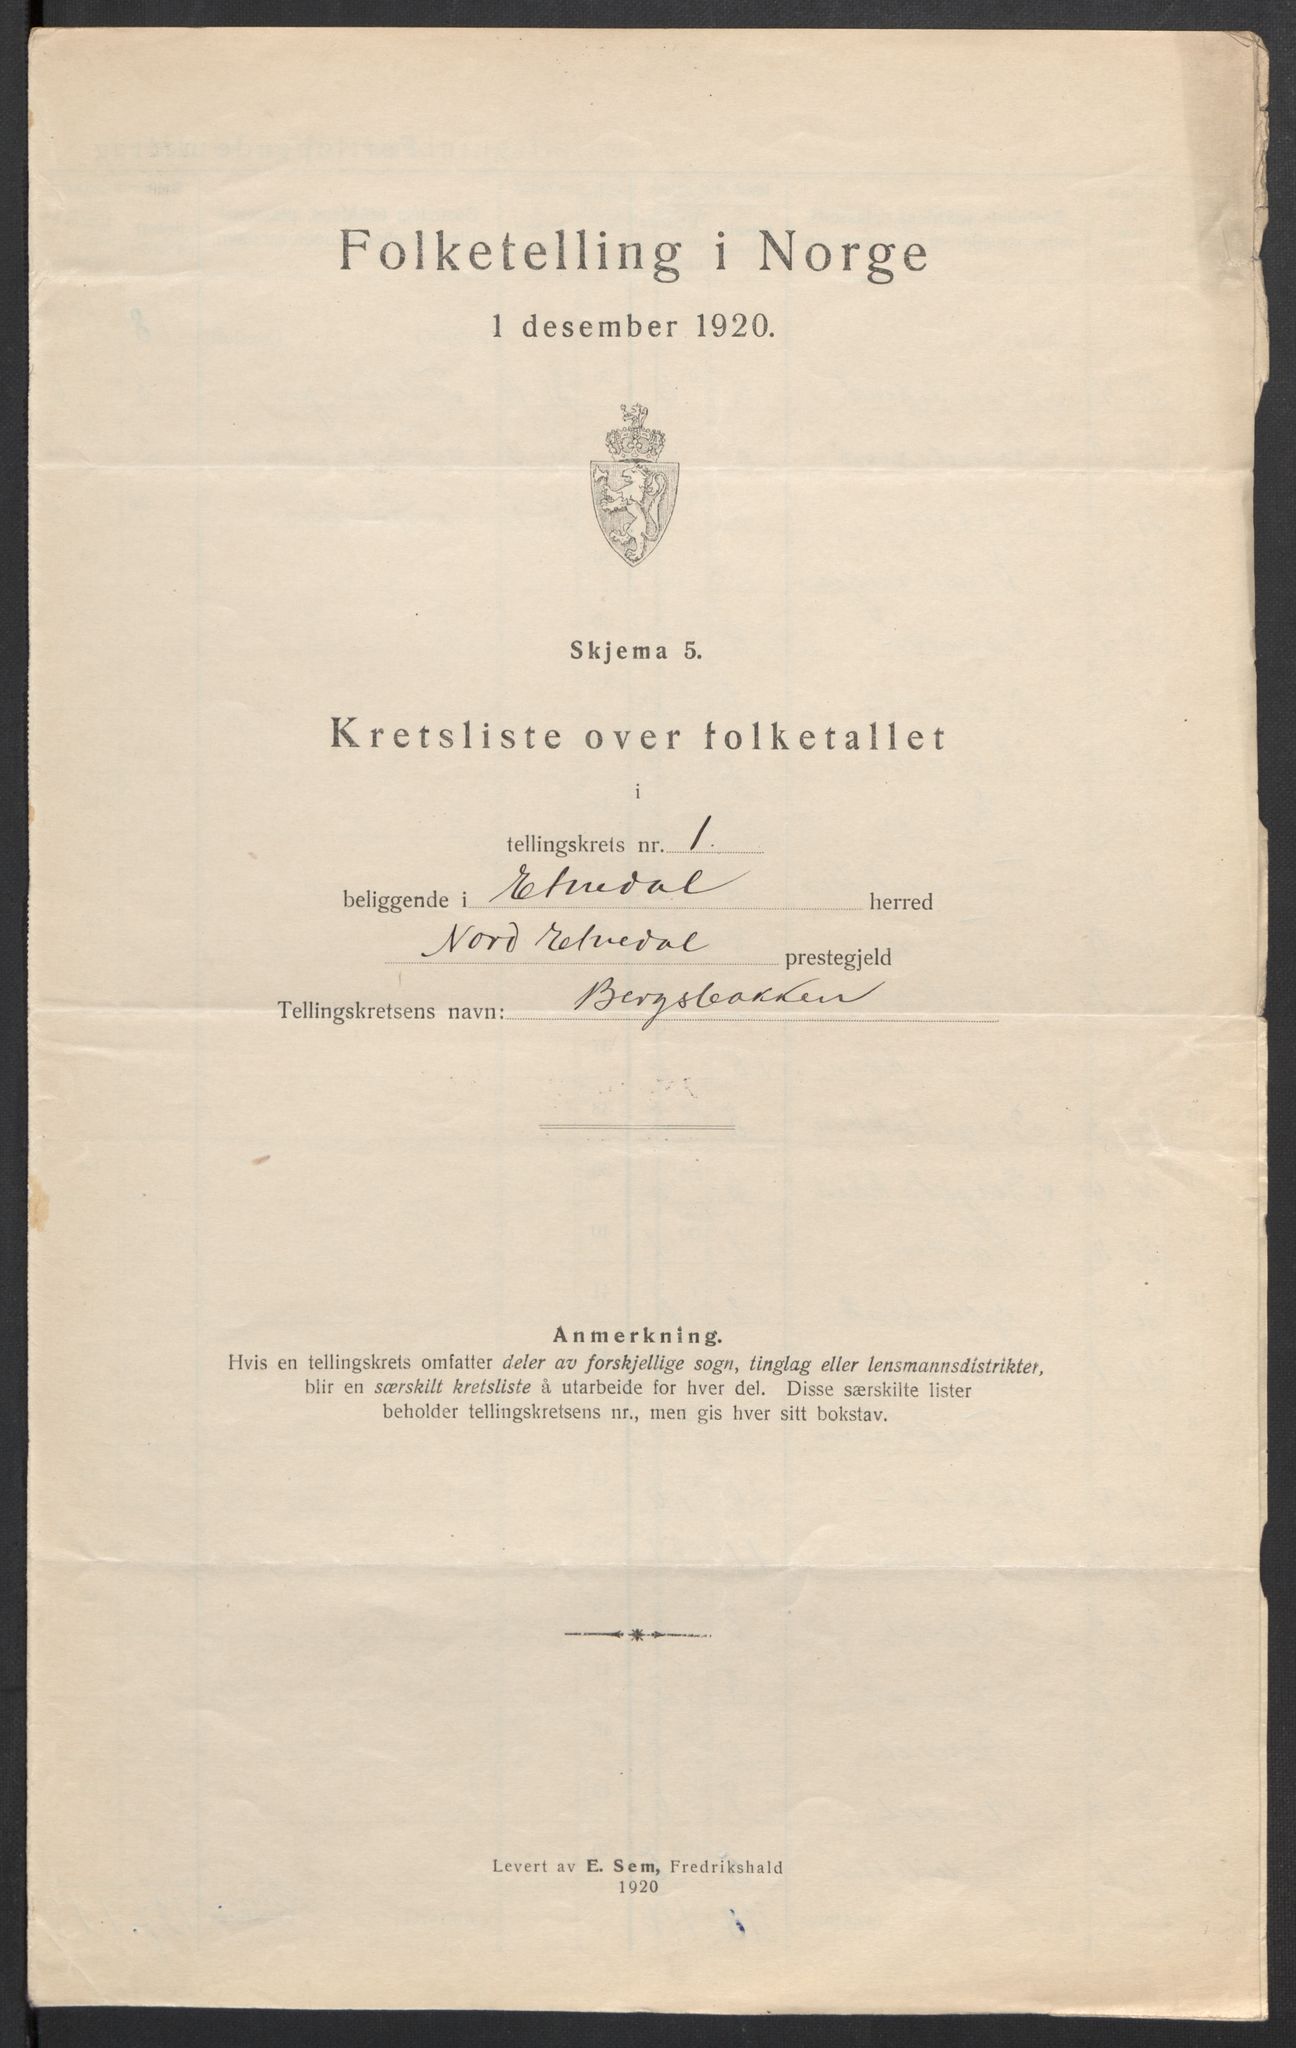 Folketelling i Norge
1 desember 1920.
Skjema 5.
Kretsliste over folketallet
i
tellingskrets nr. 1.
beliggende i Etnedal herred
Nord Etnedal prestegjeld
Tellingskretsens navn: Bergsbakken
Anmerkning.
Hvis en tellingskrets omfatter deler av forskjellige sogn, tinglag eller lensmannsdistrikter,
blir en særskilt kretsliste å utarbeide for hver del. Disse særskilte lister
beholder tellingskretsens nr., men gis hver sitt bokstav.
Levert av E. Sem, Fredrikshald
1920